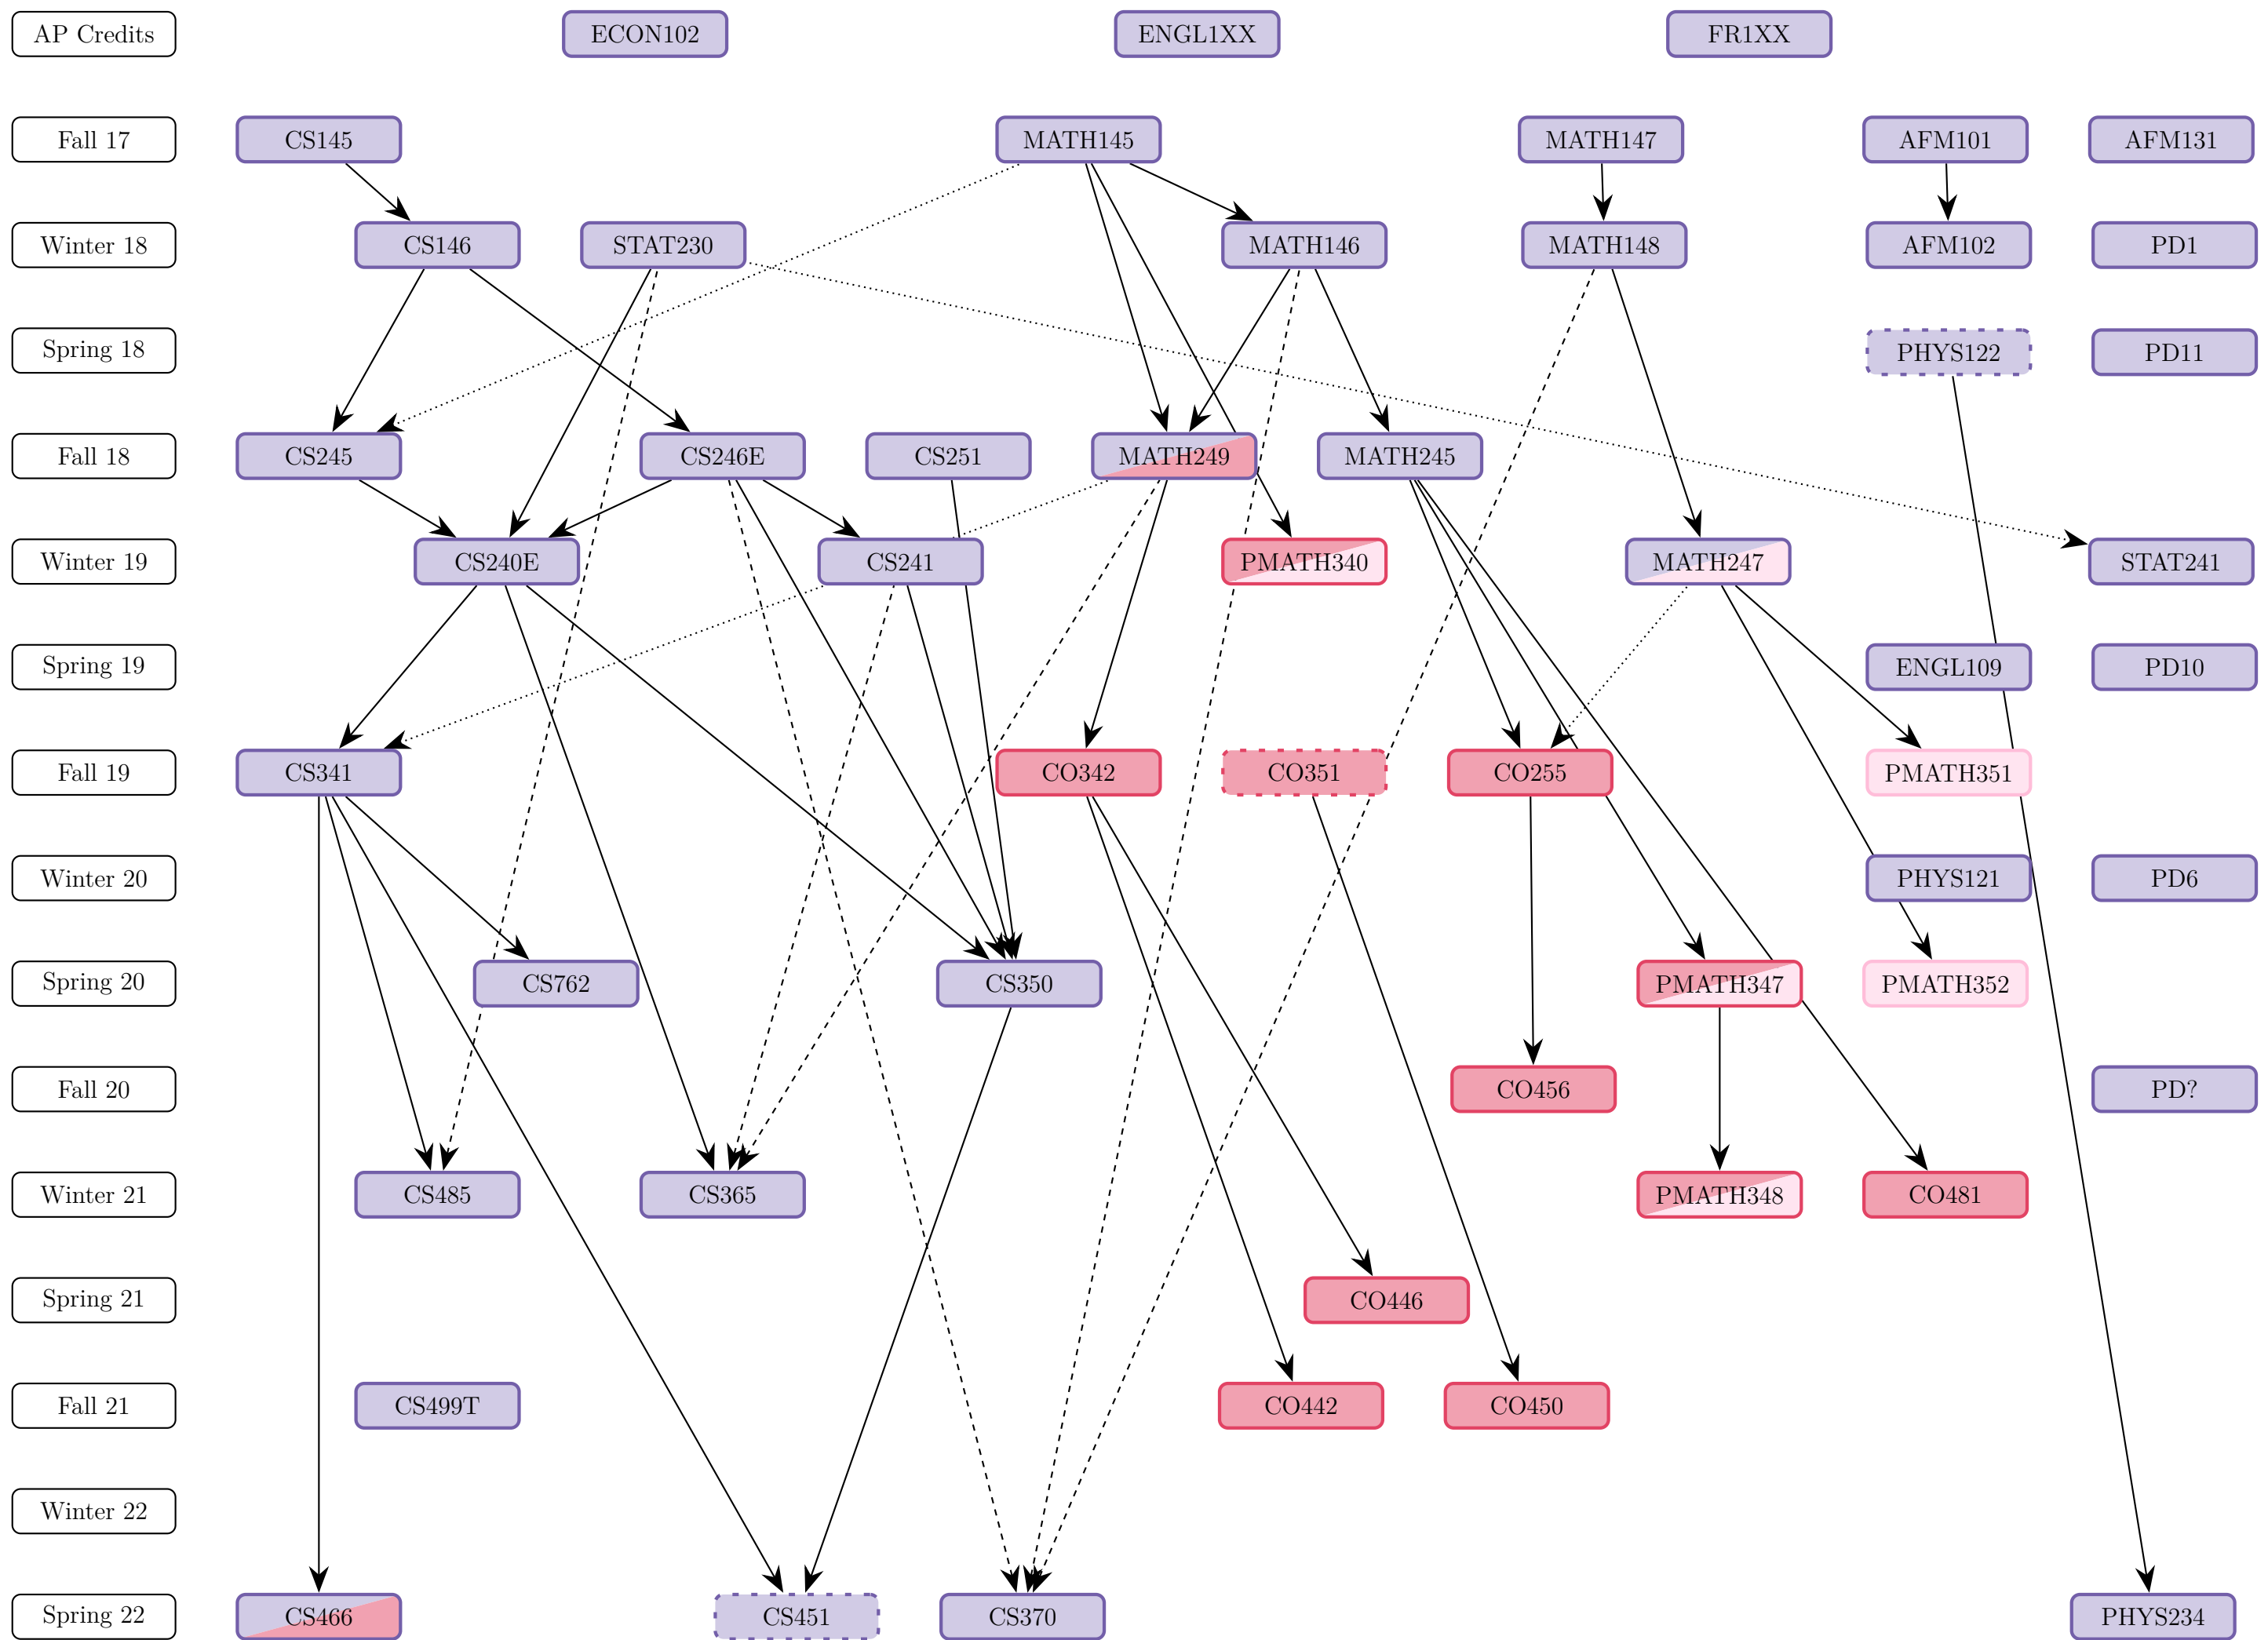 AP Credits
ECON102
ENGL1XX
FR1XX
Fall 17
CS145
MATH145
MATH147
AFM101
AFM131
Winter 18
CS146
STAT230
MATH146
MATH148
AFM102
PD1
Spring 18
PHYS122
PD11
Fall 18
CS245
CS246E
CS251
MATH249
MATH245
Winter 19
CS240E
CS241
PMATH340
MATH247
STAT241
Spring 19
ENGL109
PD10
Fall 19
CS341
CO342
CO351
CO255
PMATH351
Winter 20
PHYS121
PD6
Spring 20
CS762
CS350
PMATH347
PMATH352
Fall 20
CO456
PD?
Winter 21
CS485
CS365
PMATH348
CO481
Spring 21
CO446
Fall 21
CS499T
CO442
CO450
Winter 22
Spring 22
CS466
CS451
CS370
PHYS234